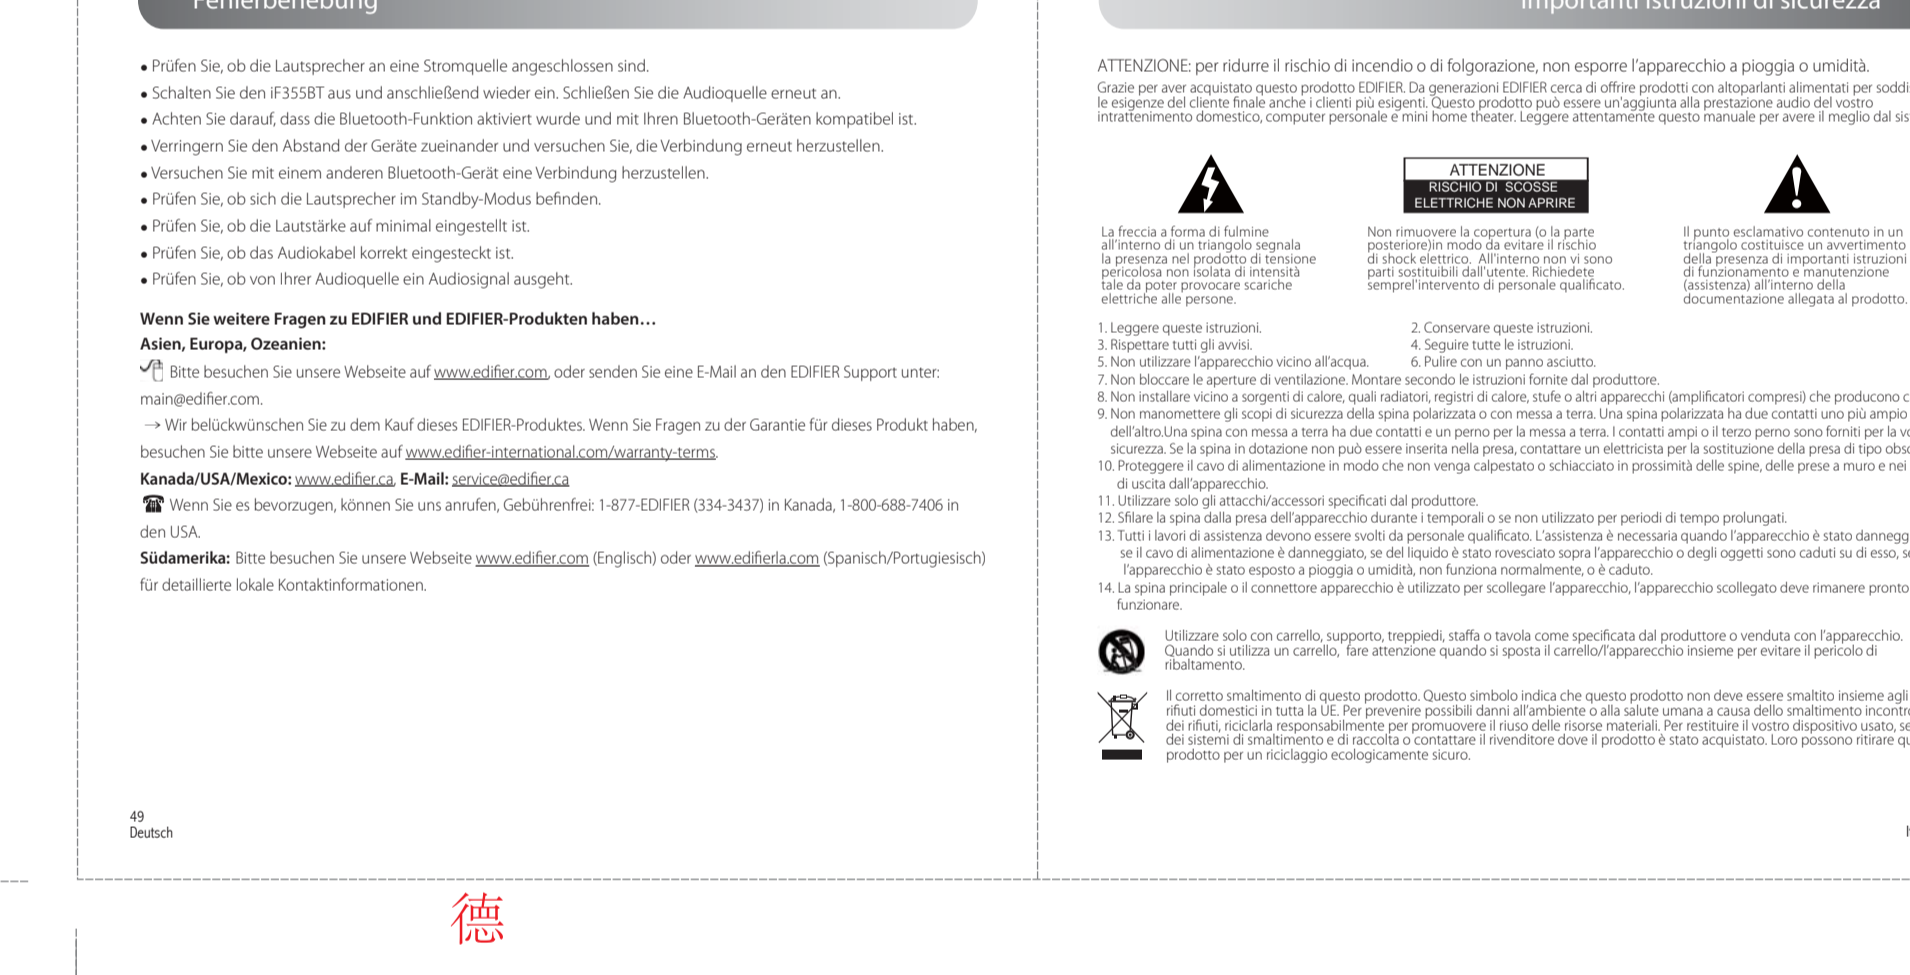 Fehlerbehebung
● Prüfen Sie, ob die Lautsprecher an eine Stromquelle angeschlossen sind.
● Schalten Sie den iF355BT aus und anschließend wieder ein. Schließen Sie die Audioquelle erneut an.
● Achten Sie darauf, dass die Bluetooth-Funktion aktiviert wurde und mit Ihren Bluetooth-Geräten kompatibel ist.
● Verringern Sie den Abstand der Geräte zueinander und versuchen Sie, die Verbindung erneut herzustellen.
● Versuchen Sie mit einem anderen Bluetooth-Gerät eine Verbindung herzustellen.
● Prüfen Sie, ob sich die Lautsprecher im Standby-Modus befinden.
● Prüfen Sie, ob die Lautstärke auf minimal eingestellt ist.
● Prüfen Sie, ob das Audiokabel korrekt eingesteckt ist.
● Prüfen Sie, ob von Ihrer Audioquelle ein Audiosignal ausgeht.
Wenn Sie weitere Fragen zu EDIFIER und EDIFIER-Produkten haben…
Asien, Europa, Ozeanien:
Bitte besuchen Sie unsere Webseite auf www.edifier.com, oder senden Sie eine E-Mail an den EDIFIER Support unter:
main@edifier.com.
→ Wir belückwünschen Sie zu dem Kauf dieses EDIFIER-Produktes. Wenn Sie Fragen zu der Garantie für dieses Produkt haben,
besuchen Sie bitte unsere Webseite auf www.edifier-international.com/warranty-terms.
Kanada/USA/Mexico: www.edifier.ca, E-Mail: service@edifier.ca
Wenn Sie es bevorzugen, können Sie uns anrufen, Gebührenfrei: 1-877-EDIFIER (334-3437) in Kanada, 1-800-688-7406 in
den USA.
Südamerika: Bitte besuchen Sie unsere Webseite www.edifier.com (Englisch) oder www.edifierla.com (Spanisch/Portugiesisch)
für detaillierte lokale Kontaktinformationen.
49
Deutsch
德
Importanti istruzioni di sicurezza
ATTENZIONE: per ridurre il rischio di incendio o di folgorazione, non esporre l’apparecchio a pioggia o umidità.
Grazie per aver acquistato questo prodotto EDIFIER. Da generazioni EDIFIER cerca di offrire prodotti con altoparlanti alimentati per soddis
le esigenze del cliente finale anche i clienti più esigenti. Questo prodotto può essere un'aggiunta alla prestazione audio del vostro
intrattenimento domestico, computer personale e mini home theater. Leggere attentamente questo manuale per avere il meglio dal sis
La freccia a forma di fulmine
all’interno di un triangolo segnala
la presenza nel prodotto di tensione
pericolosa non isolata di intensità
tale da poter provocare scariche
elettriche alle persone.
ATTENZIONE
RISCHIO DI SCOSSE
ELETTRICHE NON APRIRE
Non rimuovere la copertura (o la parte
posteriore)in modo da evitare il rischio
di shock elettrico. All'interno non vi sono
parti sostituibili dall'utente. Richiedete
semprel'intervento di personale qualificato.
Il punto esclamativo contenuto in un
triangolo costituisce un avvertimento
della presenza di importanti istruzioni
di funzionamento e manutenzione
(assistenza) all’interno della
documentazione allegata al prodotto.
1. Leggere queste istruzioni. 2. Conservare queste istruzioni.
3. Rispettare tutti gli avvisi. 4. Seguire tutte le istruzioni.
5. Non utilizzare l’apparecchio vicino all’acqua. 6. Pulire con un panno asciutto.
7. Non bloccare le aperture di ventilazione. Montare secondo le istruzioni fornite dal produttore.
8. Non installare vicino a sorgenti di calore, quali radiatori, registri di calore, stufe o altri apparecchi (amplificatori compresi) che producono c
9. Non manomettere gli scopi di sicurezza della spina polarizzata o con messa a terra. Una spina polarizzata ha due contatti uno più ampio
dell’altro.Una spina con messa a terra ha due contatti e un perno per la messa a terra. I contatti ampi o il terzo perno sono forniti per la vo
sicurezza. Se la spina in dotazione non può essere inserita nella presa, contattare un elettricista per la sostituzione della presa di tipo obso
10. Proteggere il cavo di alimentazione in modo che non venga calpestato o schiacciato in prossimità delle spine, delle prese a muro e nei
di uscita dall’apparecchio.
11. Utilizzare solo gli attacchi/accessori specificati dal produttore.
12. Sfilare la spina dalla presa dell’apparecchio durante i temporali o se non utilizzato per periodi di tempo prolungati.
13. Tutti i lavori di assistenza devono essere svolti da personale qualificato. L’assistenza è necessaria quando l’apparecchio è stato dannegg
se il cavo di alimentazione è danneggiato, se del liquido è stato rovesciato sopra l’apparecchio o degli oggetti sono caduti su di esso, se
l’apparecchio è stato esposto a pioggia o umidità, non funziona normalmente, o è caduto.
14. La spina principale o il connettore apparecchio è utilizzato per scollegare l’apparecchio, l’apparecchio scollegato deve rimanere pronto
funzionare.
Utilizzare solo con carrello, supporto, treppiedi, staffa o tavola come specificata dal produttore o venduta con l’apparecchio.
Quando si utilizza un carrello, fare attenzione quando si sposta il carrello/l’apparecchio insieme per evitare il pericolo di
ribaltamento.
Il corretto smaltimento di questo prodotto. Questo simbolo indica che questo prodotto non deve essere smaltito insieme agli
rifiuti domestici in tutta la UE. Per prevenire possibili danni all’ambiente o alla salute umana a causa dello smaltimento incontro
dei rifiuti, riciclarla responsabilmente per promuovere il riuso delle risorse materiali. Per restituire il vostro dispositivo usato, se
dei sistemi di smaltimento e di raccolta o contattare il rivenditore dove il prodotto è stato acquistato. Loro possono ritirare qu
prodotto per un riciclaggio ecologicamente sicuro.